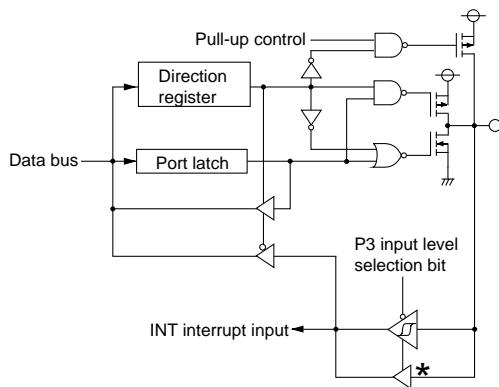 Pull-up control
Direction
register
Data bus
Port latch
P3 input level
selection bit
INT interrupt input
*